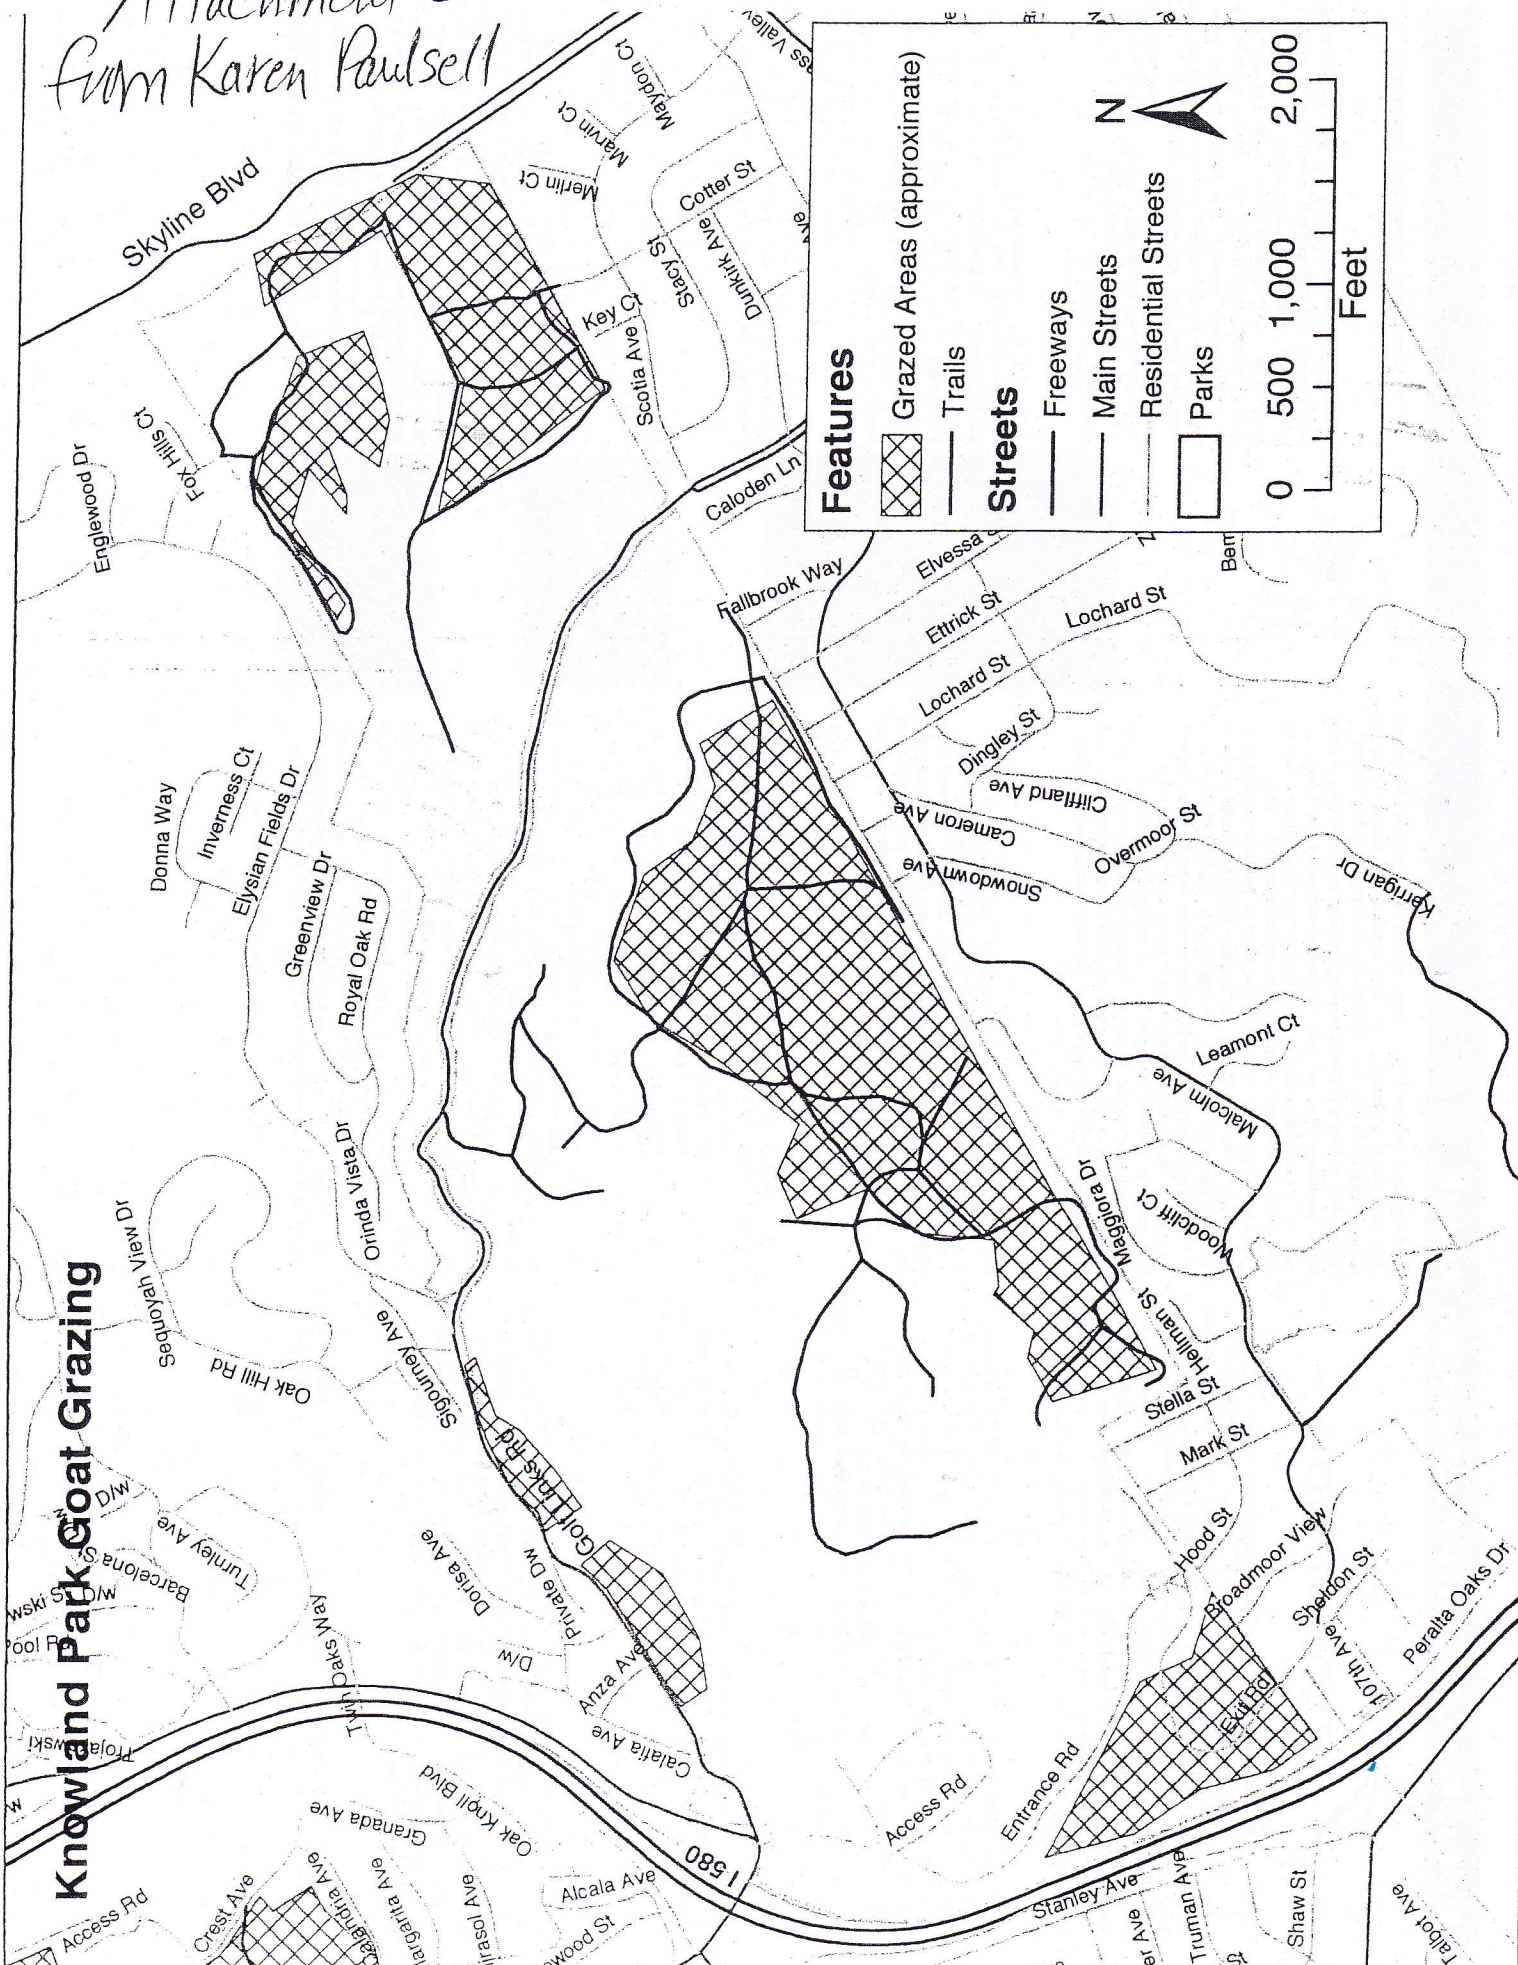 from Karen Paulsell
Knowland Park Goat Grazing
Features
Grazed Areas (approximate)
Trails
Streets
Freeways
Main Streets
Residential Streets
Parks
N
0 500 1,000 2,000
Feet
Skyline Blvd
Maydon Ct
Marvin Ct
Merlin Ct
Cotter St
Stacy St
Dunkirk Ave
Ave
Key Ct
Scotia Ave
Caloden Ln
Fallbrook Way
Elvessa
Ettrick St
Lochard St
Lochard St
Dingley St
Cliffland Ave
Cameron Ave
Snowdown Ave
Overmoor St
Kerrigan Dr
Leamont Ct
Malcolm Ave
Maggiora Dr
Woodcliff Ct
Hellman St
Stella St
Mark St
Hood St
Broadmoor View
Sheldon St
107th Ave
Peralta Oaks Dr
Exit Rd
Entrance Rd
Access Rd
Stanley Ave
Truman Ave
Shaw St
Talbot Ave
I 580
Alcala Ave
Calafia Ave
Anza Ave
Private Dw
D/w
Dorisa Ave
Golf Links Rd
Sigourney Ave
Oak Hill Rd
Sequoyah View Dr
Orinda Vista Dr
Royal Oak Rd
Greenview Dr
Elysian Fields Dr
Inverness Ct
Donna Way
Englewood Dr
Fox Hills Ct
D/w
Turnley Ave
Barcelona S
D/w
Twin Oaks Way
Oak Knoll Blvd
Granada Ave
Crest Ave
Access Rd